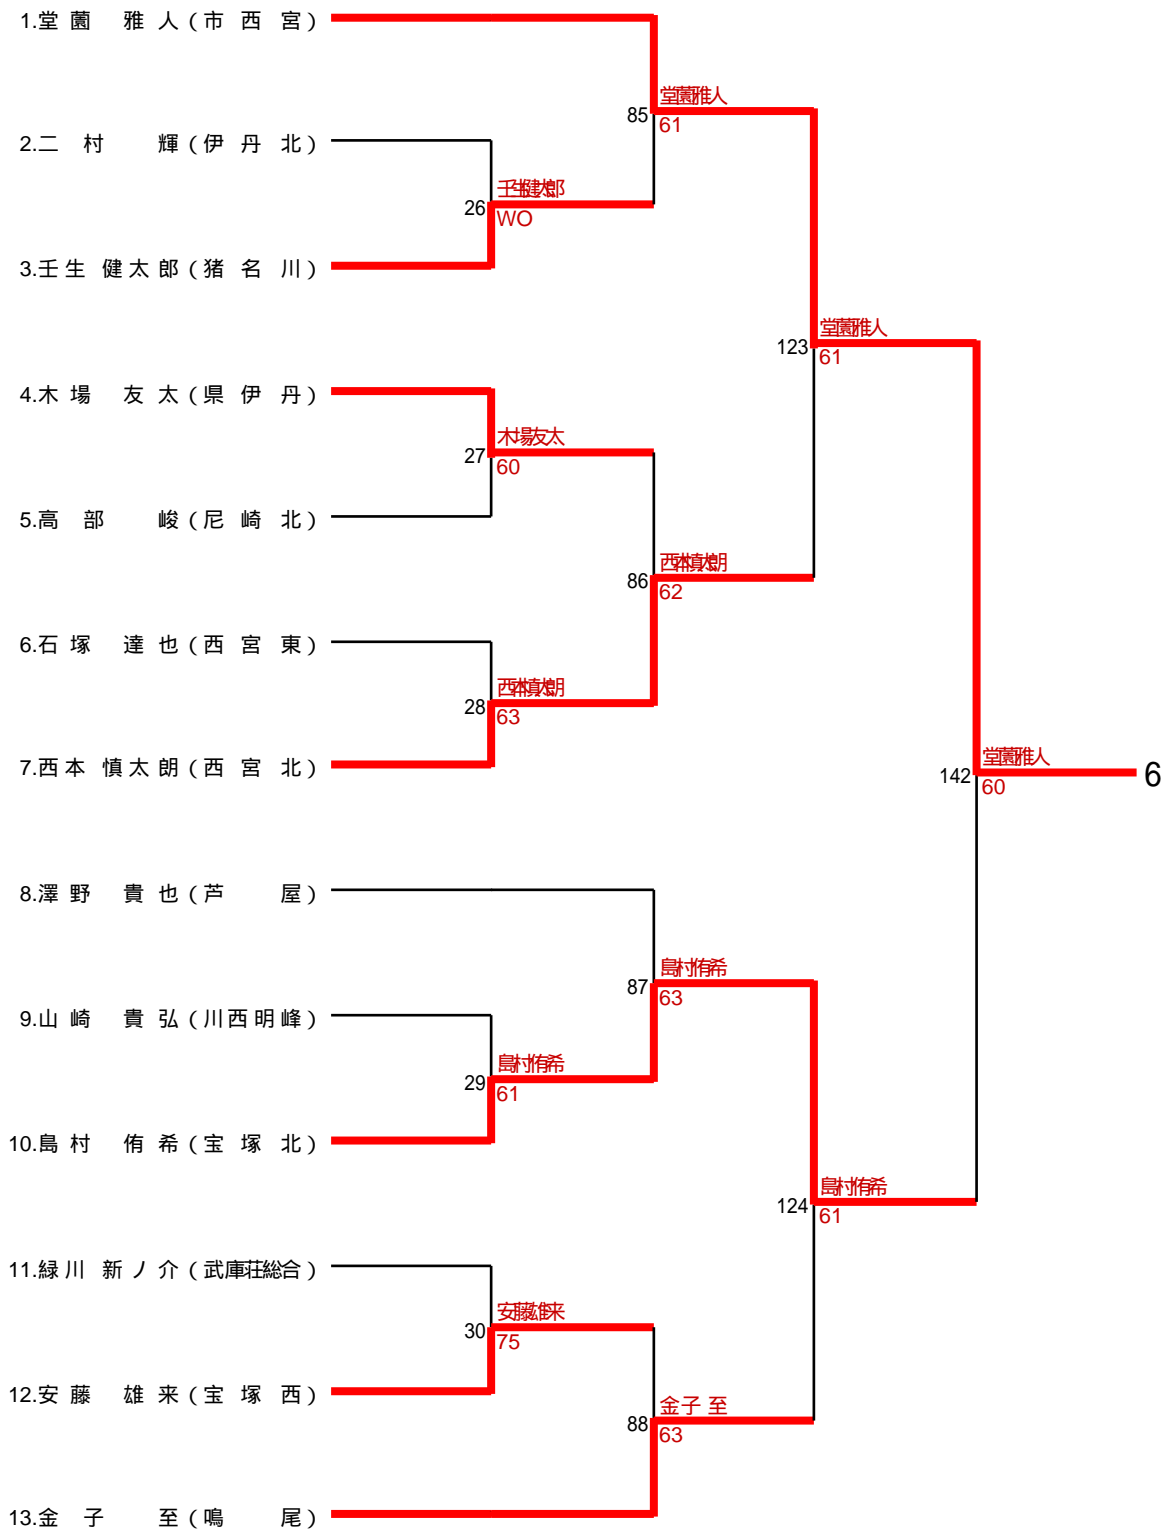 1.堂薗 雅人(市西宮)
堂薗雅人
85
61
2.二村 輝(伊丹北)
壬生健太郎
26
WO
3.壬生健太郎(猪名川)
堂薗雅人
123
61
4.木場 友太(県伊丹)
木場友太
27
60
5.高部 峻(尼崎北)
西本慎太朗
86
62
6.石塚 達也(西宮東)
西本慎太朗
28
63
7.西本慎太朗(西宮北)
堂薗雅人
142
6
60
8.澤野 貴也(芦屋)
島村侑希
87
63
9.山崎 貴弘(川西明峰)
島村侑希
29
61
10.島村 侑希(宝塚北)
島村侑希
124
61
11.緑川新ノ介(武庫荘総合)
安藤雄来
30
75
12.安藤 雄来(宝塚西)
金子 至
88
63
13.金子 至(鳴尾)